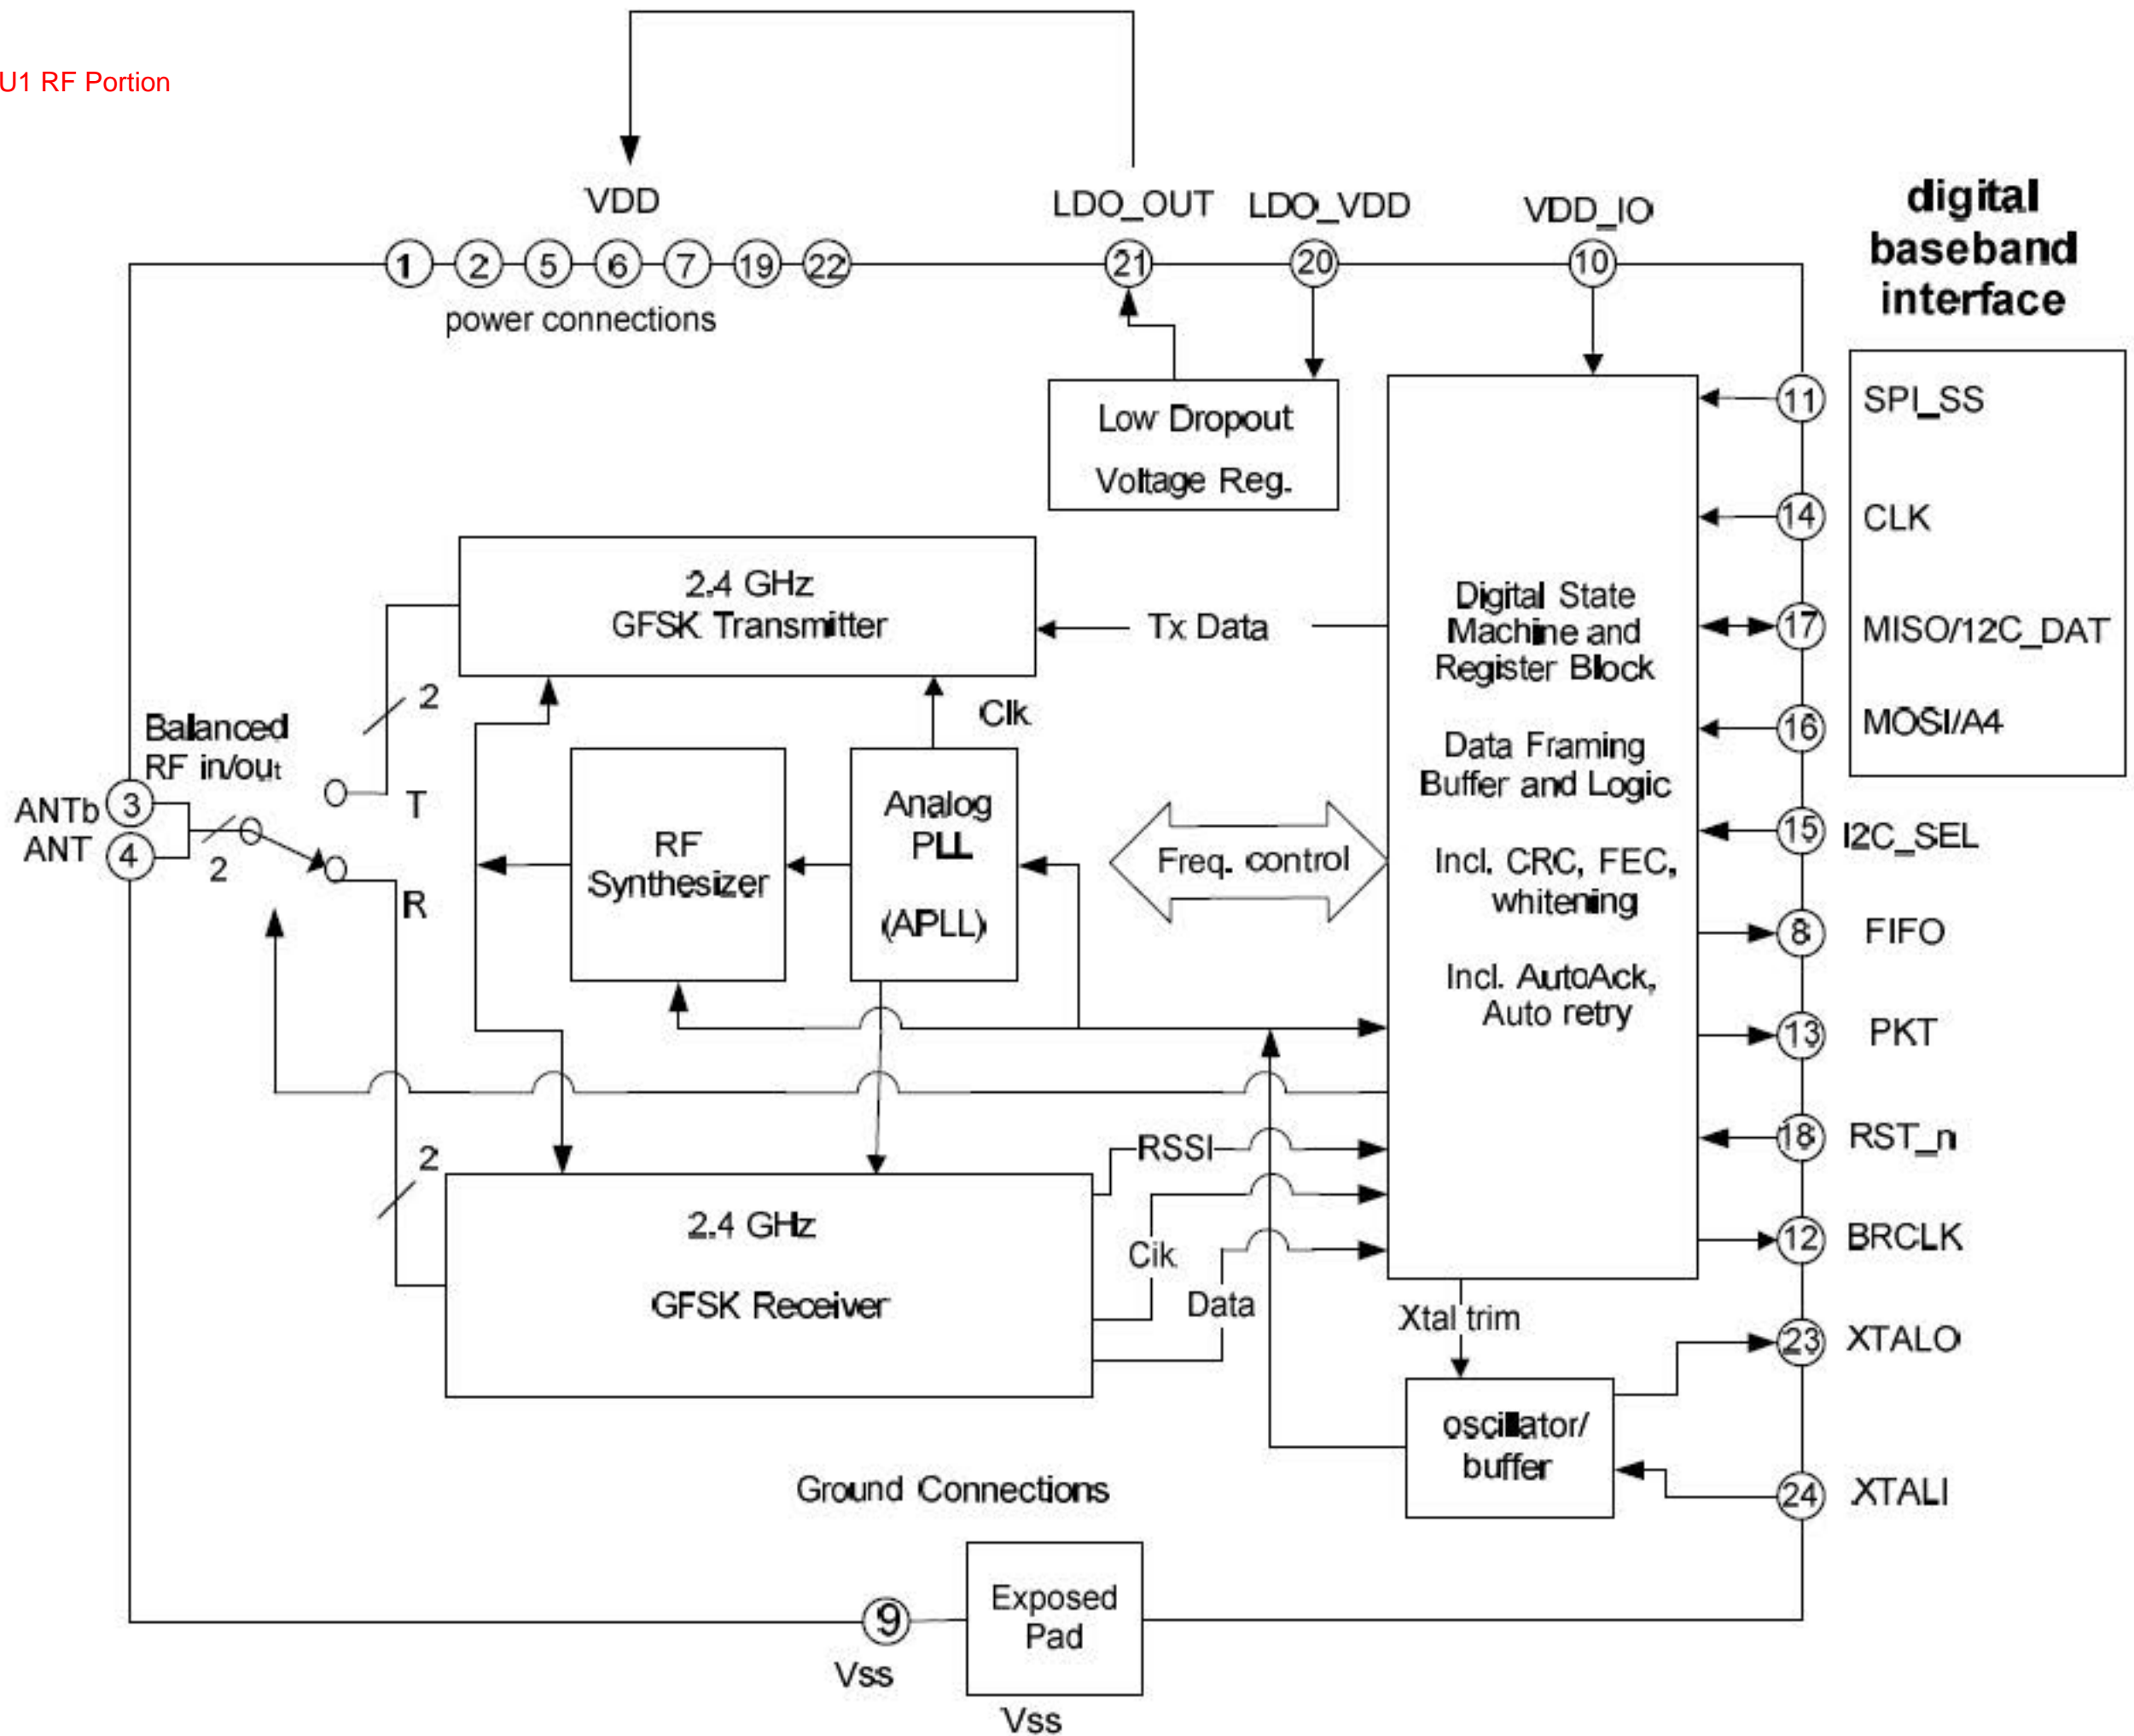 U1 RF Portion
VDD
LDO_OUT
LDO_VDD
VDD_IO
digital
baseband
interface
1
2
5
6
7
19
22
21
20
10
power connections
Low Dropout
Voltage Reg.
11
SPI_SS
14
CLK
17
MISO/12C_DAT
16
MOSI/A4
15
I2C_SEL
8
FIFO
13
PKT
18
RST_n
12
BRCLK
23
XTALO
24
XTALI
2.4 GHz
GFSK Transmitter
Tx Data
Digital State
Machine and
Register Block
Data Framing
Buffer and Logic
Incl. CRC, FEC,
whitening
Incl. AutoAck,
Auto retry
2
Clk
Balanced
RF in/out
ANTb
3
ANT
4
2
T
R
RF
Synthesizer
Analog
PLL
(APLL)
Freq. control
2
RSSI
Cik
Data
2.4 GHz
GFSK Receiver
Xtal trim
oscillator/
buffer
Ground Connections
9
Vss
Exposed
Pad
Vss